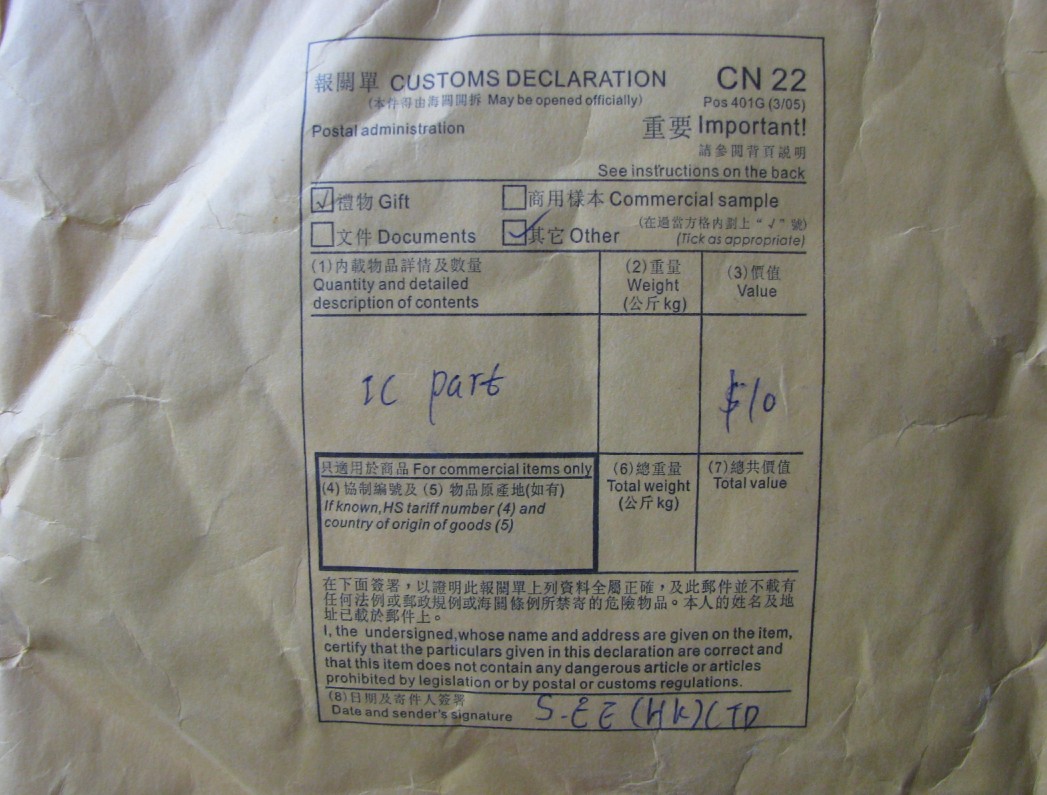 報關單 CUSTOMS DECLARATION CN 22
(本件得由海關開拆 May be opened officially) Pos 401G (3/05)
Postal administration 重要 Important!
請參閱背頁說明
See instructions on the back
√ 禮物 Gift 商用樣本 Commercial sample
文件 Documents √ 其它 Other (在適當方格內劃上 "√" 號)
(Tick as appropriate)
(1)內載物品詳情及數量 (2)重量 (3)價值
Quantity and detailed Weight Value
description of contents (公斤 kg)
IC part $10
只適用於商品 For commercial items only (6)總重量 (7)總共價值
(4)協制編號及 (5)物品原產地(如有) Total weight Total value
If known,HS tariff number (4) and (公斤 kg)
country of origin of goods (5)
在下面簽署，以證明此報關單上列資料全屬正確，及此郵件並不載有
任何法例或郵政規例或海關條例所禁寄的危險物品。本人的姓名及地
址已載於郵件上。
I, the undersigned,whose name and address are given on the item,
certify that the particulars given in this declaration are correct and
that this item does not contain any dangerous article or articles
prohibited by legislation or by postal or customs regulations.
(8)日期及寄件人簽署
Date and sender's signature S.EE (HK) LTD